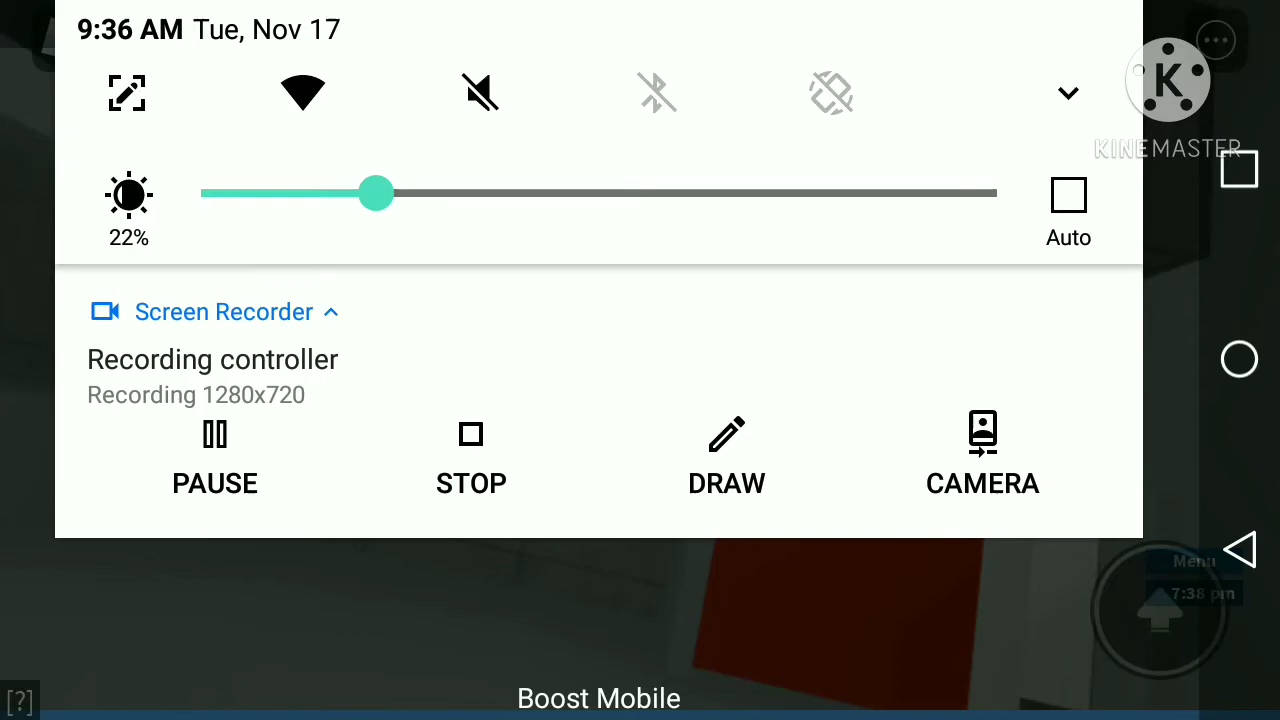 9:36 AM Tue, Nov 17
K
KINEMASTER
22%
Auto
Screen Recorder
Recording controller
Recording 1280x720
PAUSE
STOP
DRAW
CAMERA
Menu
7:38 pm
[?]
Boost Mobile